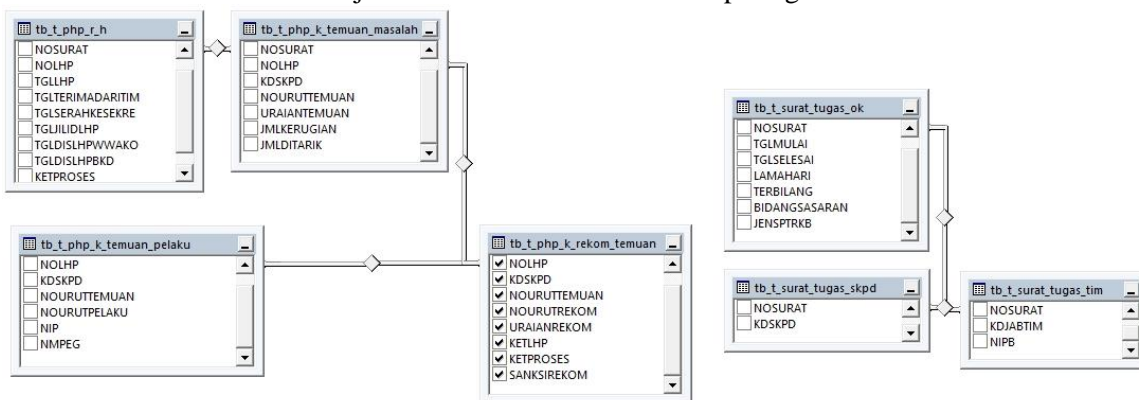 tb_t_php_r_h
NOSURAT
NOLHP
TGLLHP
TGLTERIMADARITIM
TGLSERAHKESEKRE
TGLJILIDLHP
TGLDISLHPWWAKO
TGLDISLHPBKD
KETPROSES
tb_t_php_k_temuan_masalah
NOSURAT
NOLHP
KDSKPD
NOURUTTEMUAN
URAIANTEMUAN
JMLKERUGIAN
JMLDITARIK
tb_t_surat_tugas_ok
NOSURAT
TGLMULAI
TGLSELESAI
LAMAHARI
TERBILANG
BIDANGSASARAN
JENSPTRKB
tb_t_php_k_temuan_pelaku
NOLHP
KDSKPD
NOURUTTEMUAN
NOURUTPELAKU
NIP
NMPEG
tb_t_php_k_rekom_temuan
NOLHP
KDSKPD
NOURUTTEMUAN
NOURUTREKOM
URAIANREKOM
KETLHP
KETPROSES
SANKSIREKOM
tb_t_surat_tugas_skpd
NOSURAT
KDSKPD
tb_t_surat_tugas_tim
NOSURAT
KDJABTIM
NIPB